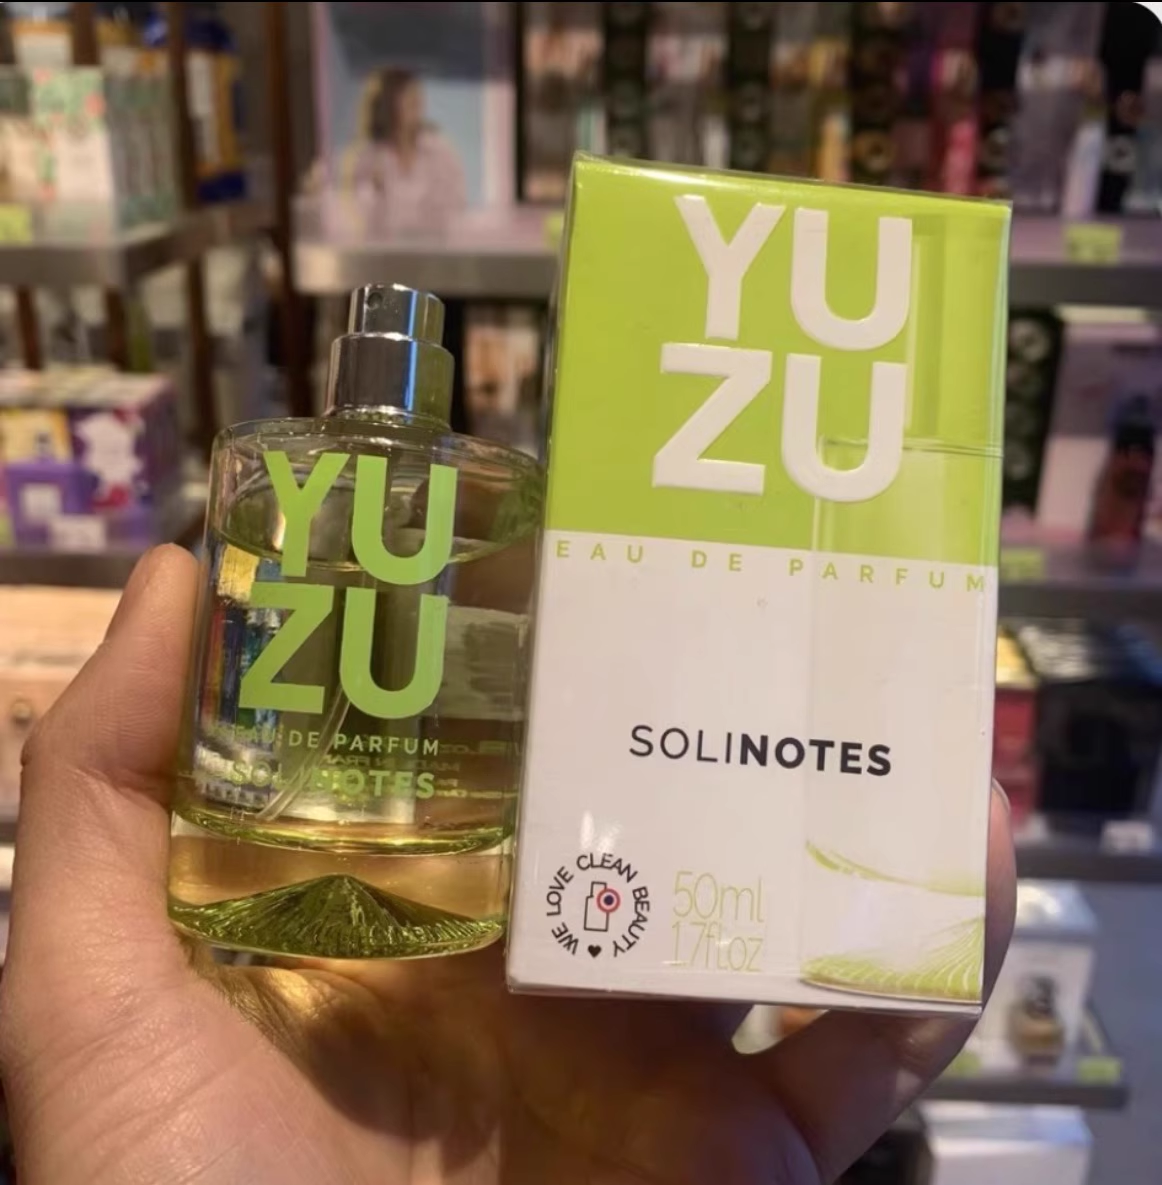 YU
ZU
EAU DE PARFUM
SOLINOTES
YU
ZU
EAU DE PARFUM
SOLINOTES
WE LOVE CLEAN BEAUTY
50ml
1.7fl.oz